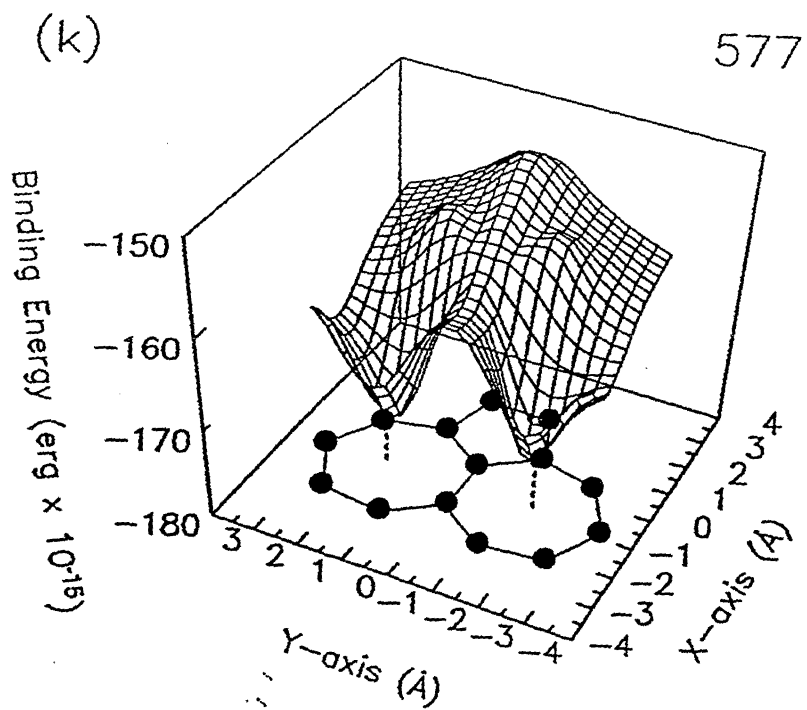 (k)
577
Binding Energy (erg x 10⁻¹⁵)
−150
−160
−170
−180
3 2 1 0 −1 −2 −3 −4
Y−axis (Å)
−4 −3 −2 −1 0 1 2 3 4
X−axis (Å)